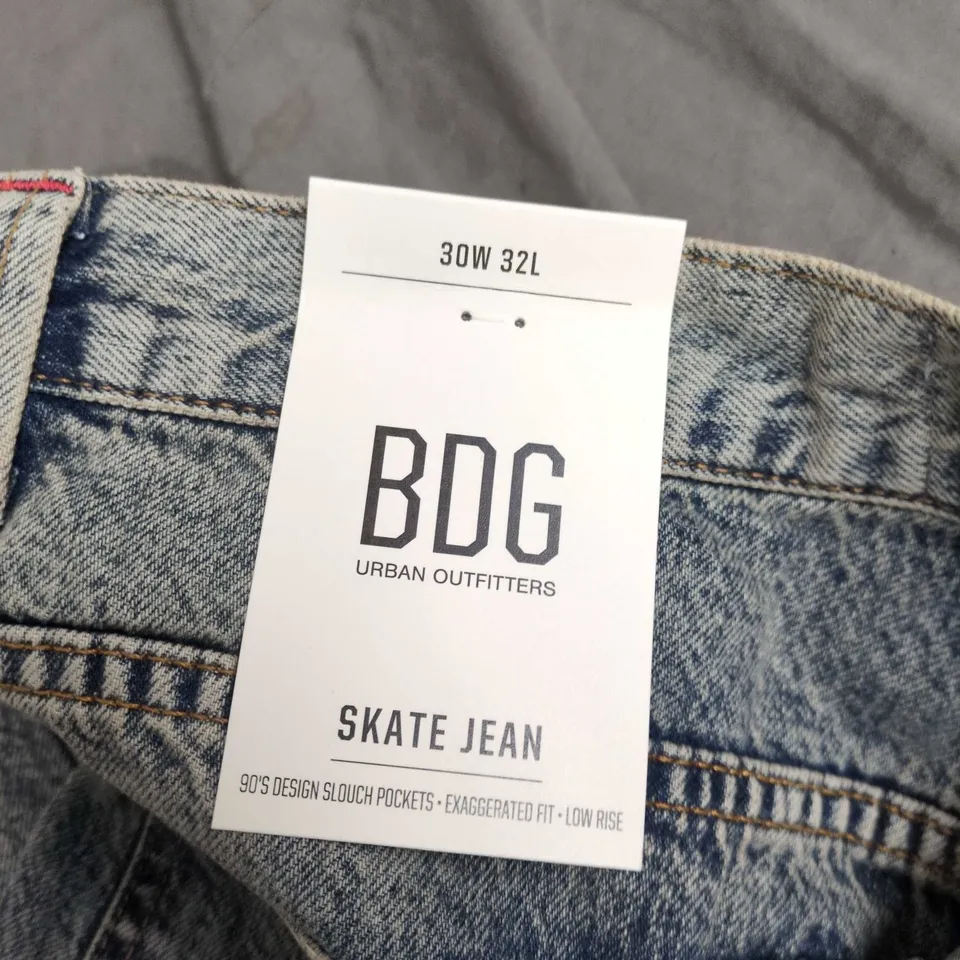 30W 32L
BDG
URBAN OUTFITTERS
SKATE JEAN
90'S DESIGN SLOUCH POCKETS • EXAGGERATED FIT • LOW RISE